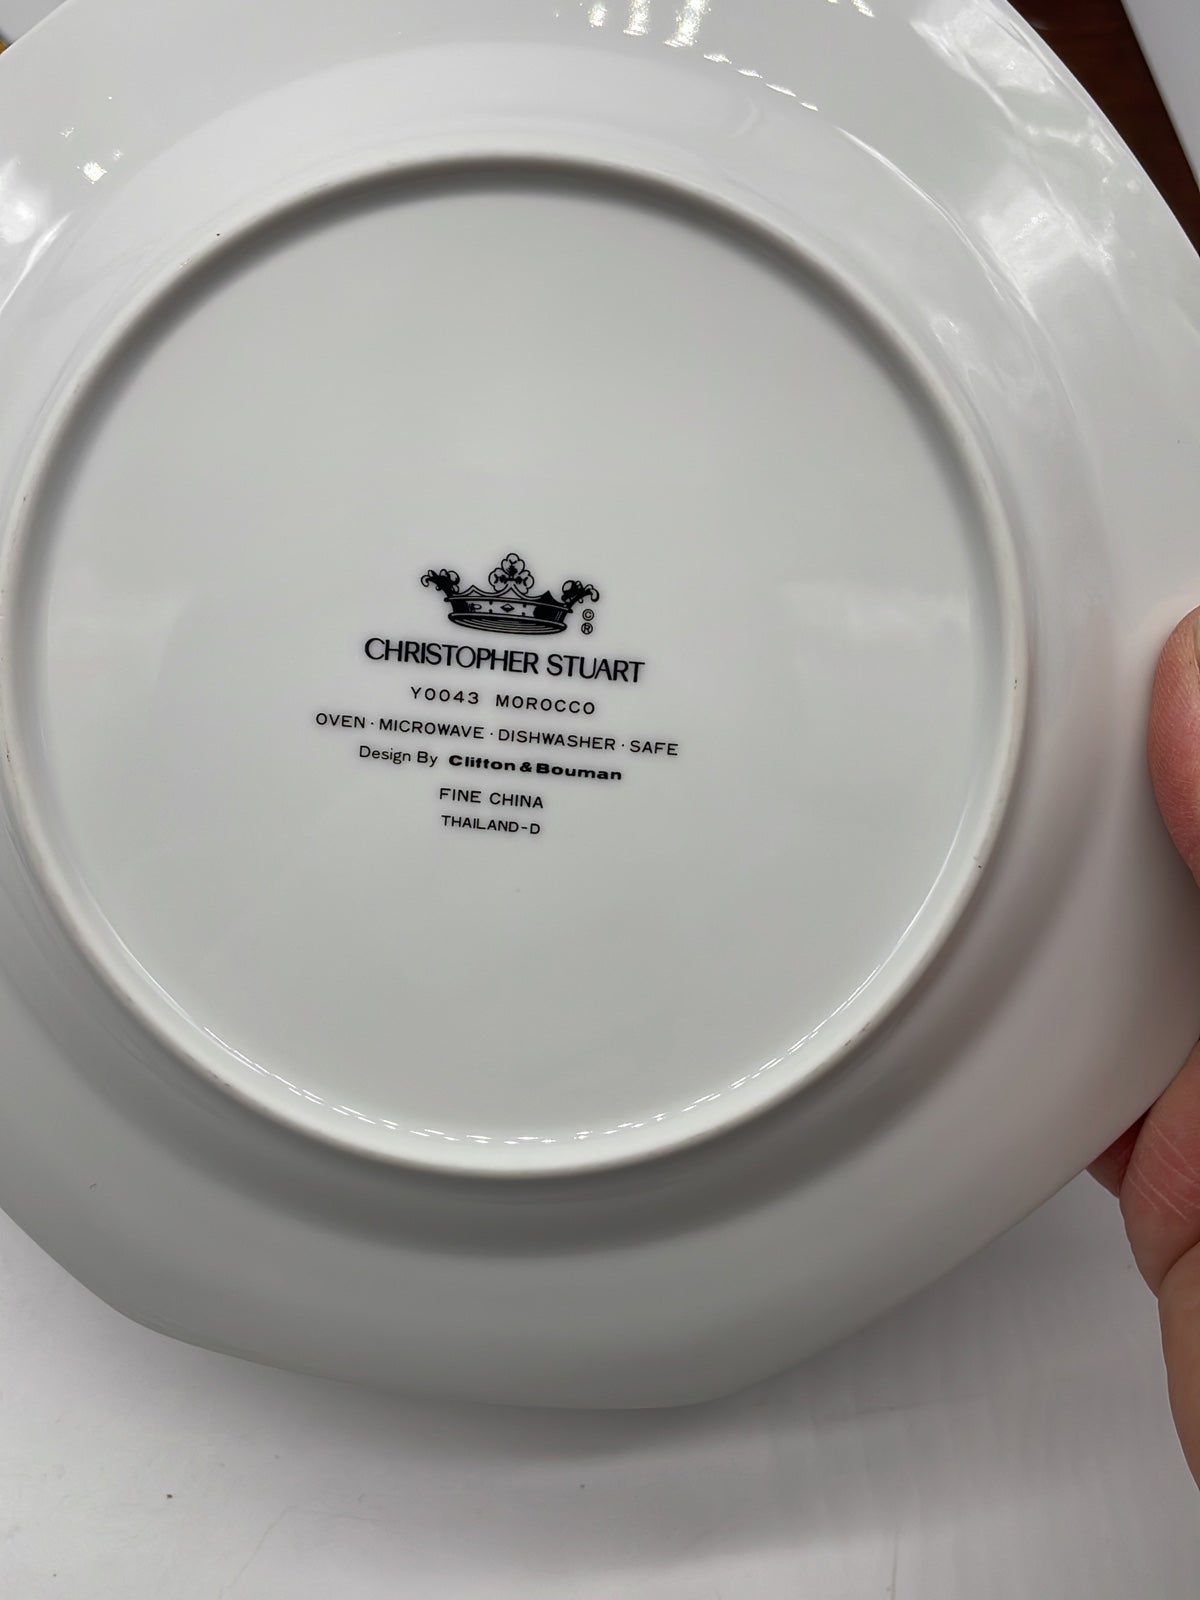 ©
®
CHRISTOPHER STUART
Y0043 MOROCCO
OVEN · MICROWAVE · DISHWASHER · SAFE
Design By Clifton & Bouman
FINE CHINA
THAILAND-D